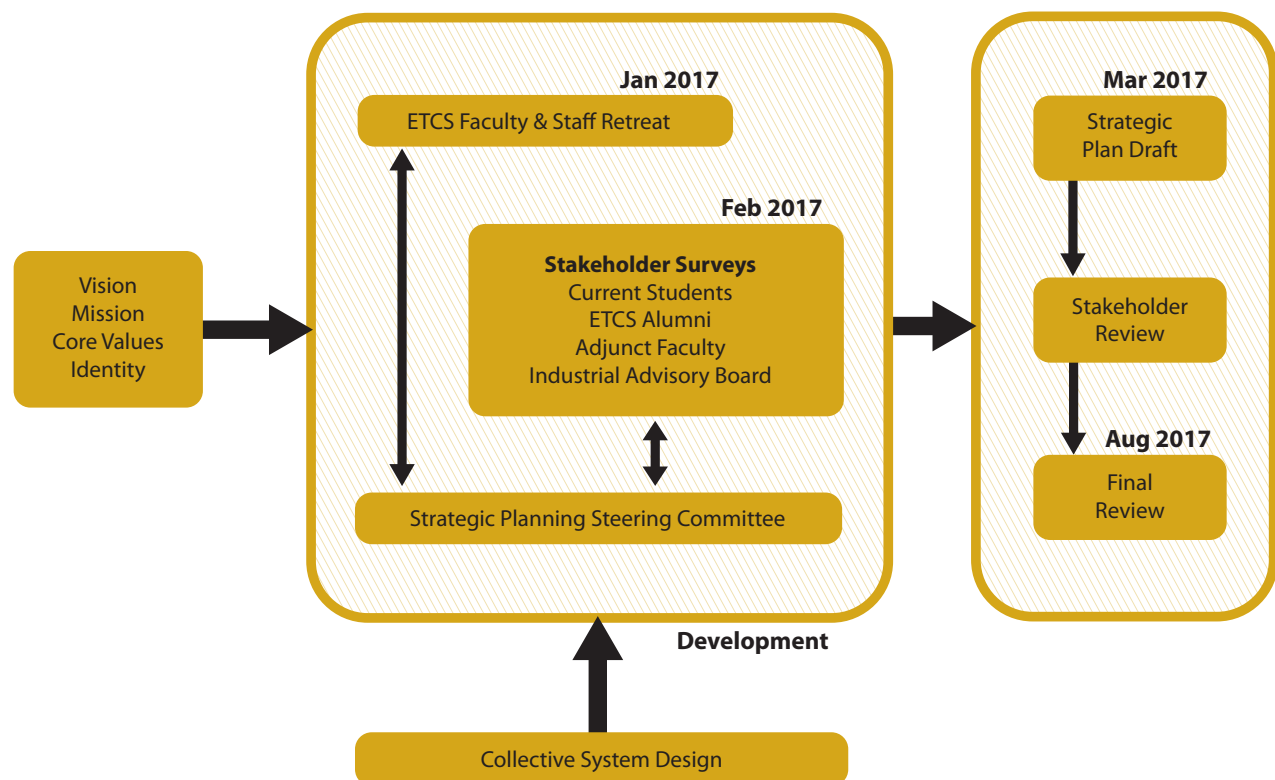 Vision
Mission
Core Values
Identity
Jan 2017
ETCS Faculty & Staff Retreat
Feb 2017
Stakeholder Surveys
Current Students
ETCS Alumni
Adjunct Faculty
Industrial Advisory Board
Strategic Planning Steering Committee
Development
Collective System Design
Mar 2017
Strategic
Plan Draft
Stakeholder
Review
Aug 2017
Final
Review